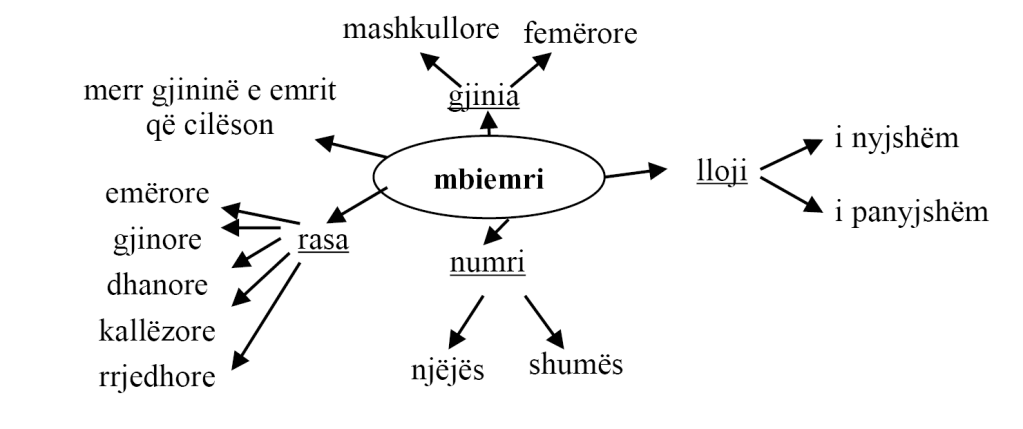 mashkullore
femërore
gjinia
merr gjininë e emrit
që cilëson
mbiemri
lloji
i nyjshëm
i panyjshëm
rasa
emërore
gjinore
dhanore
kallëzore
rrjedhore
numri
njëjës
shumës